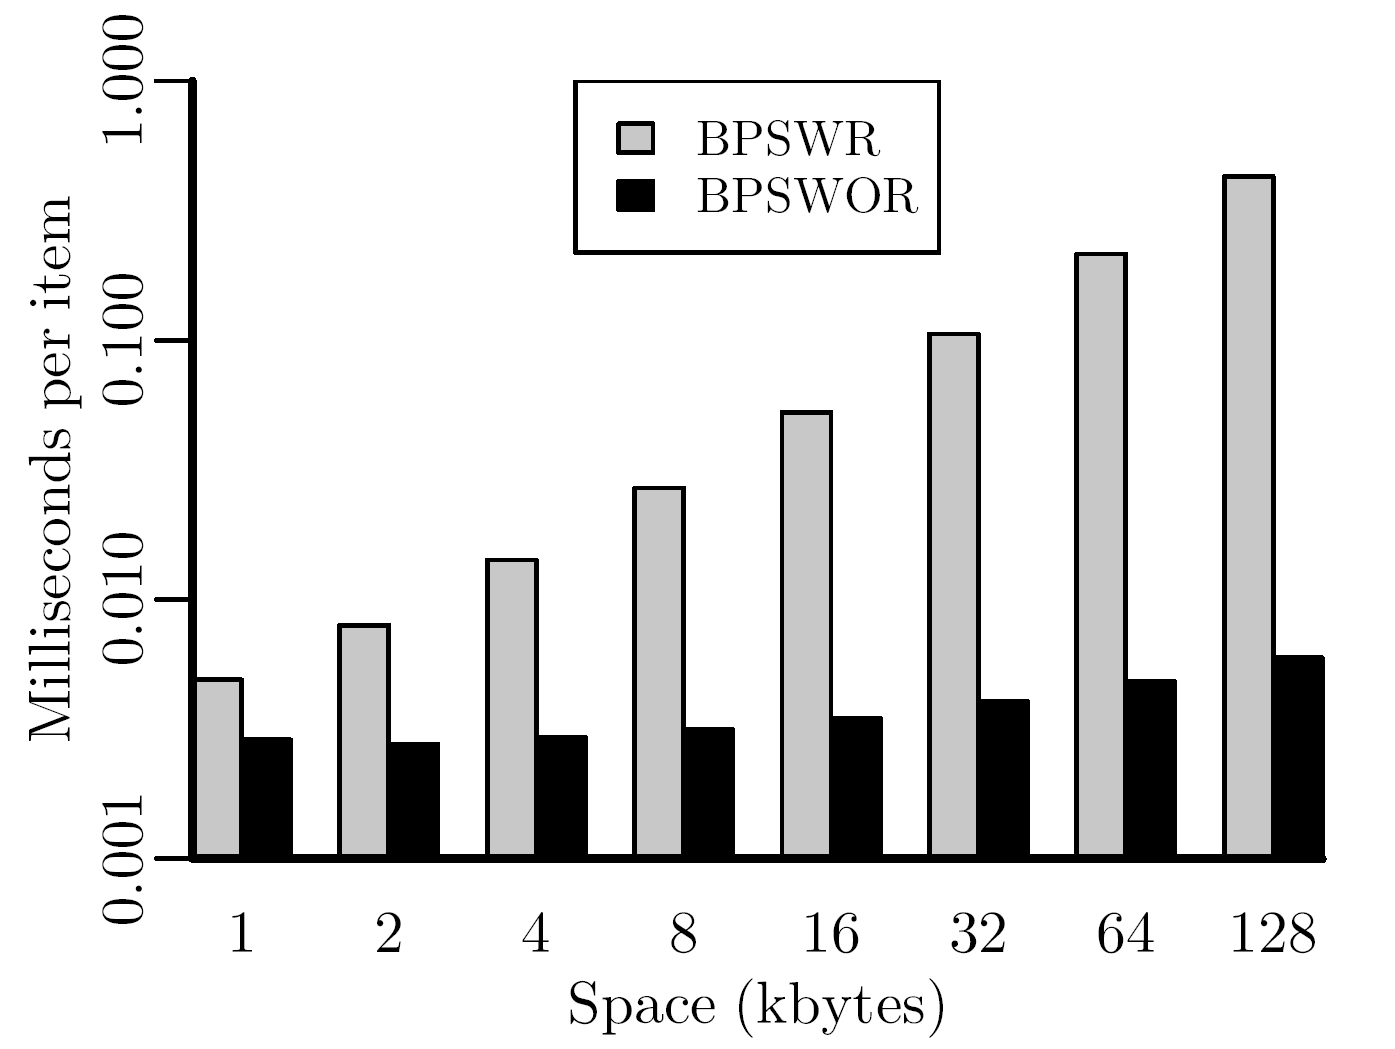 Milliseconds per item
1.000
0.100
0.010
0.001
BPSWR
BPSWOR
1 2 4 8 16 32 64 128
Space (kbytes)